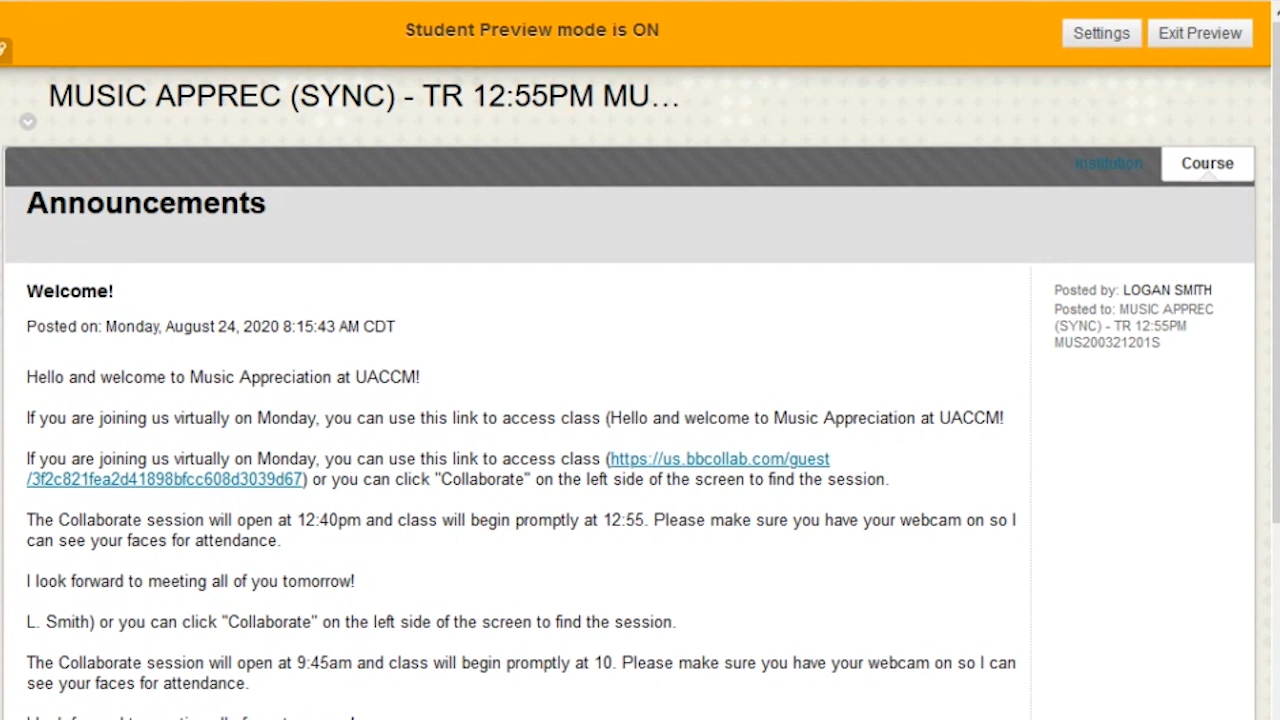 Student Preview mode is ON
Settings
Exit Preview
MUSIC APPREC (SYNC) - TR 12:55PM MU...
Institution
Course
Announcements
Welcome!
Posted on: Monday, August 24, 2020 8:15:43 AM CDT
Posted by: LOGAN SMITH
Posted to: MUSIC APPREC
(SYNC) - TR 12:55PM
MUS200321201S
Hello and welcome to Music Appreciation at UACCM!
If you are joining us virtually on Monday, you can use this link to access class (Hello and welcome to Music Appreciation at UACCM!
If you are joining us virtually on Monday, you can use this link to access class (https://us.bbcollab.com/guest
/3f2c821fea2d41898bfcc608d3039d67) or you can click "Collaborate" on the left side of the screen to find the session.
The Collaborate session will open at 12:40pm and class will begin promptly at 12:55. Please make sure you have your webcam on so I
can see your faces for attendance.
I look forward to meeting all of you tomorrow!
L. Smith) or you can click "Collaborate" on the left side of the screen to find the session.
The Collaborate session will open at 9:45am and class will begin promptly at 10. Please make sure you have your webcam on so I can
see your faces for attendance.